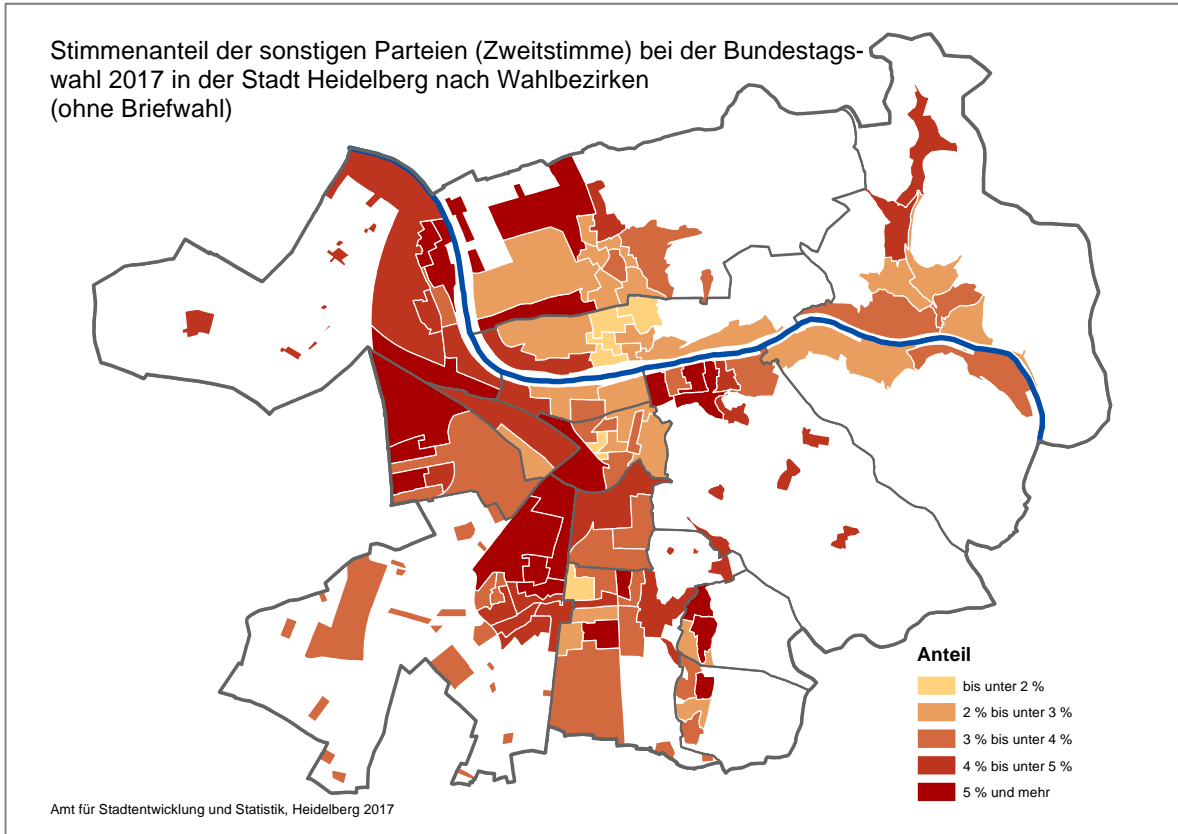 Stimmenanteil der sonstigen Parteien (Zweitstimme) bei der Bundestags-
wahl 2017 in der Stadt Heidelberg nach Wahlbezirken
(ohne Briefwahl)
Anteil
bis unter 2 %
2 % bis unter 3 %
3 % bis unter 4 %
4 % bis unter 5 %
5 % und mehr
Amt für Stadtentwicklung und Statistik, Heidelberg 2017